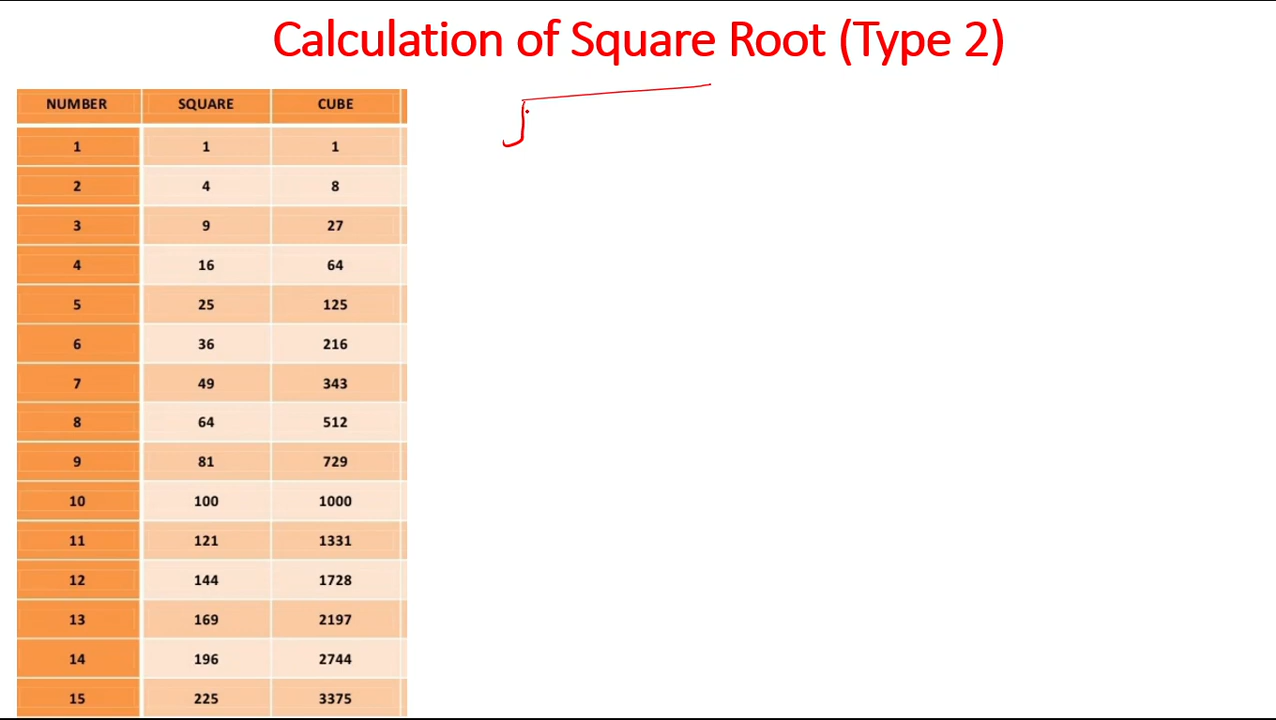 Calculation of Square Root (Type 2)
NUMBER SQUARE CUBE
1 1 1
2 4 8
3 9 27
4 16 64
5 25 125
6 36 216
7 49 343
8 64 512
9 81 729
10 100 1000
11 121 1331
12 144 1728
13 169 2197
14 196 2744
15 225 3375
√